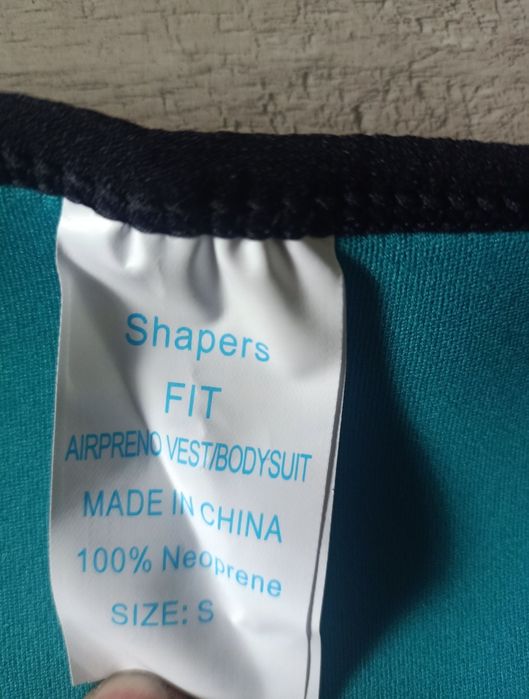 Shapers
FIT
AIRPRENO VEST/BODYSUIT
MADE IN CHINA
100% Neoprene
SIZE: S